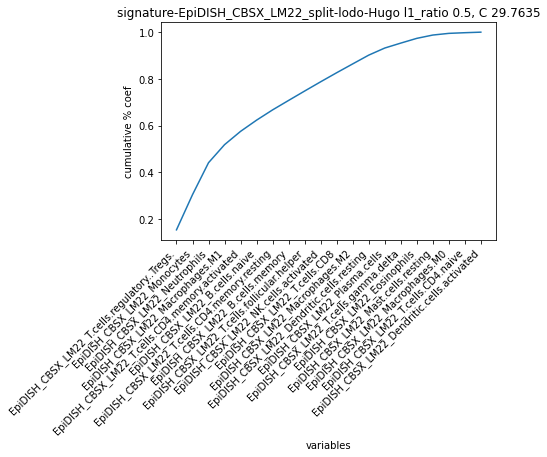 signature-EpiDISH_CBSX_LM22_split-lodo-Hugo l1_ratio 0.5, C 29.7635
1.0
0.8
0.6
0.4
0.2
cumulative % coef
EpiDISH_CBSX_LM22_T.cells.regulatory..Tregs.
EpiDISH_CBSX_LM22_Monocytes
EpiDISH_CBSX_LM22_Neutrophils
EpiDISH_CBSX_LM22_Macrophages.M1
EpiDISH_CBSX_LM22_T.cells.CD4.memory.activated
EpiDISH_CBSX_LM22_B.cells.naive
EpiDISH_CBSX_LM22_T.cells.CD4.memory.resting
EpiDISH_CBSX_LM22_B.cells.memory
EpiDISH_CBSX_LM22_T.cells.follicular.helper
EpiDISH_CBSX_LM22_NK.cells.activated
EpiDISH_CBSX_LM22_T.cells.CD8
EpiDISH_CBSX_LM22_Macrophages.M2
EpiDISH_CBSX_LM22_Dendritic.cells.resting
EpiDISH_CBSX_LM22_Plasma.cells
EpiDISH_CBSX_LM22_T.cells.gamma.delta
EpiDISH_CBSX_LM22_Eosinophils
EpiDISH_CBSX_LM22_Mast.cells.resting
EpiDISH_CBSX_LM22_Macrophages.M0
EpiDISH_CBSX_LM22_T.cells.CD4.naive
EpiDISH_CBSX_LM22_Dendritic.cells.activated
variables